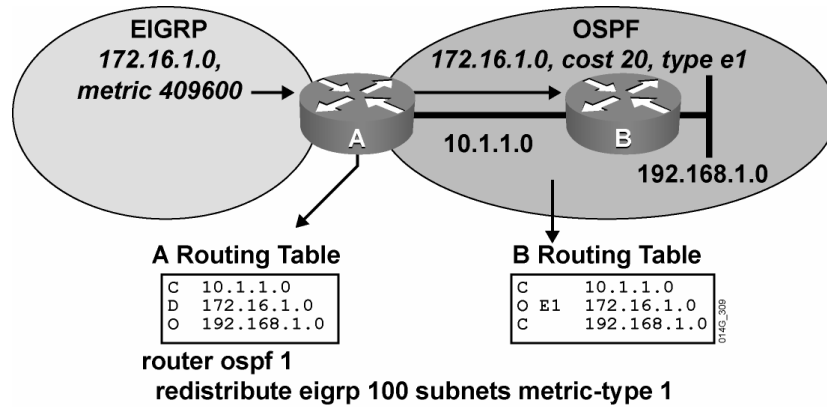 EIGRP
172.16.1.0,
metric 409600
OSPF
172.16.1.0, cost 20, type e1
A
B
10.1.1.0
192.168.1.0
A Routing Table
C 10.1.1.0
D 172.16.1.0
O 192.168.1.0
B Routing Table
C 10.1.1.0
O E1 172.16.1.0
C 192.168.1.0
014G_309
router ospf 1
redistribute eigrp 100 subnets metric-type 1